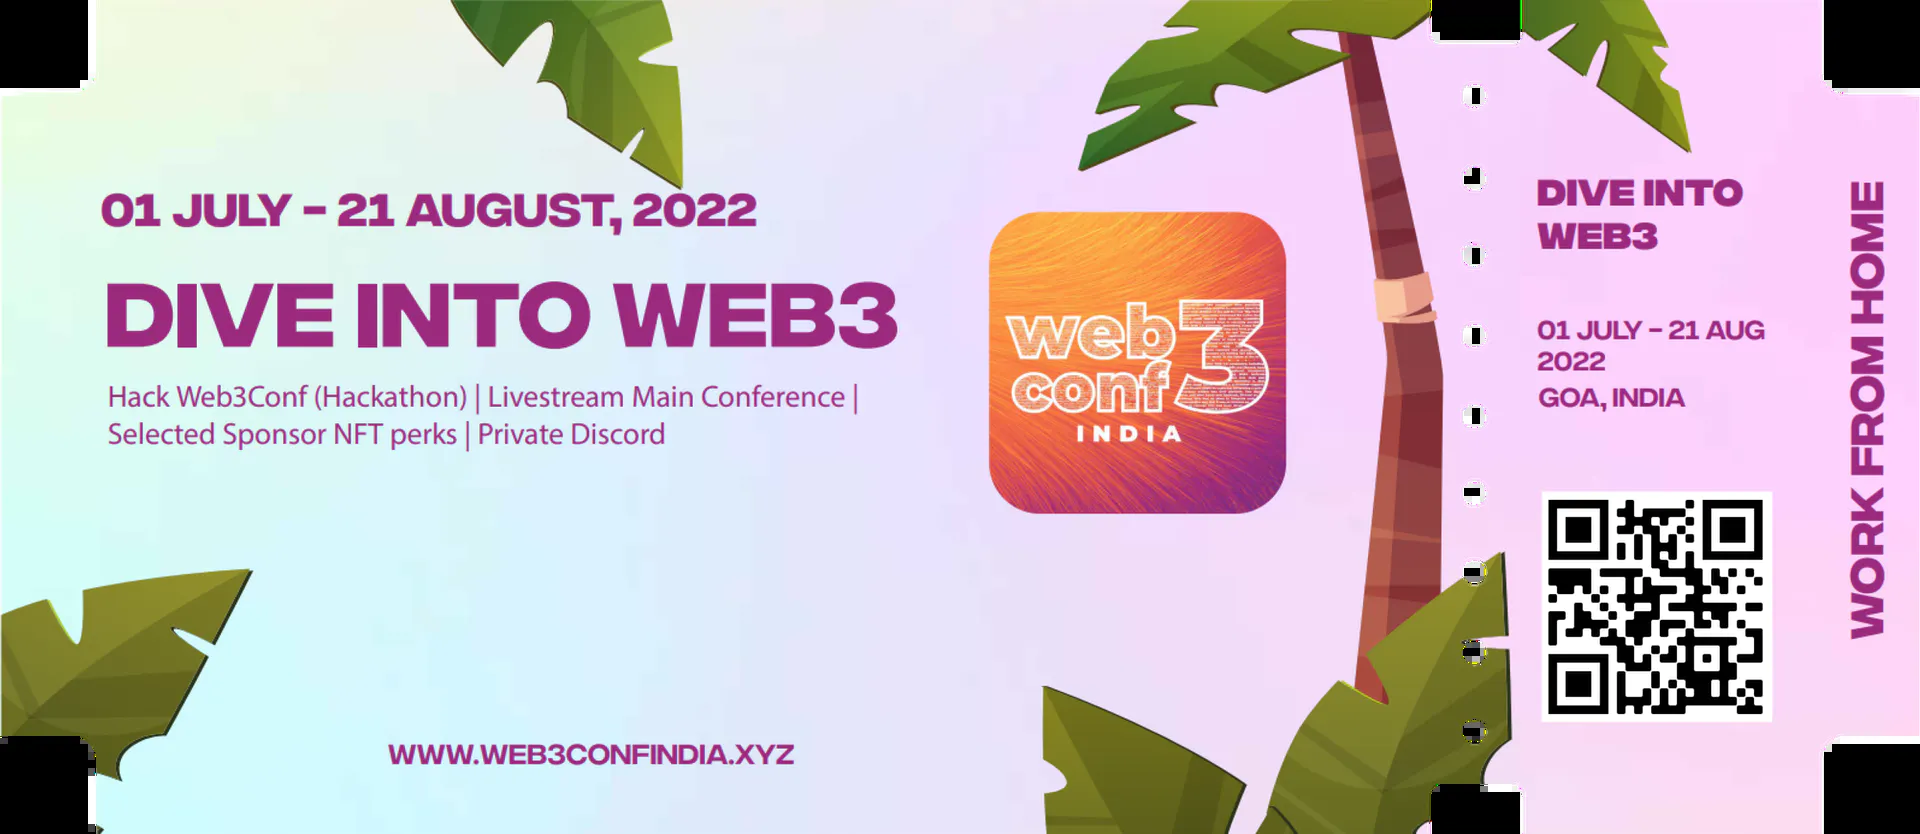 01 JULY – 21 AUGUST, 2022
DIVE INTO WEB3
Hack Web3Conf (Hackathon) | Livestream Main Conference |
Selected Sponsor NFT perks | Private Discord
WWW.WEB3CONFINDIA.XYZ
web3
conf
INDIA
DIVE INTO
WEB3
01 JULY – 21 AUG
2022
GOA, INDIA
WORK FROM HOME